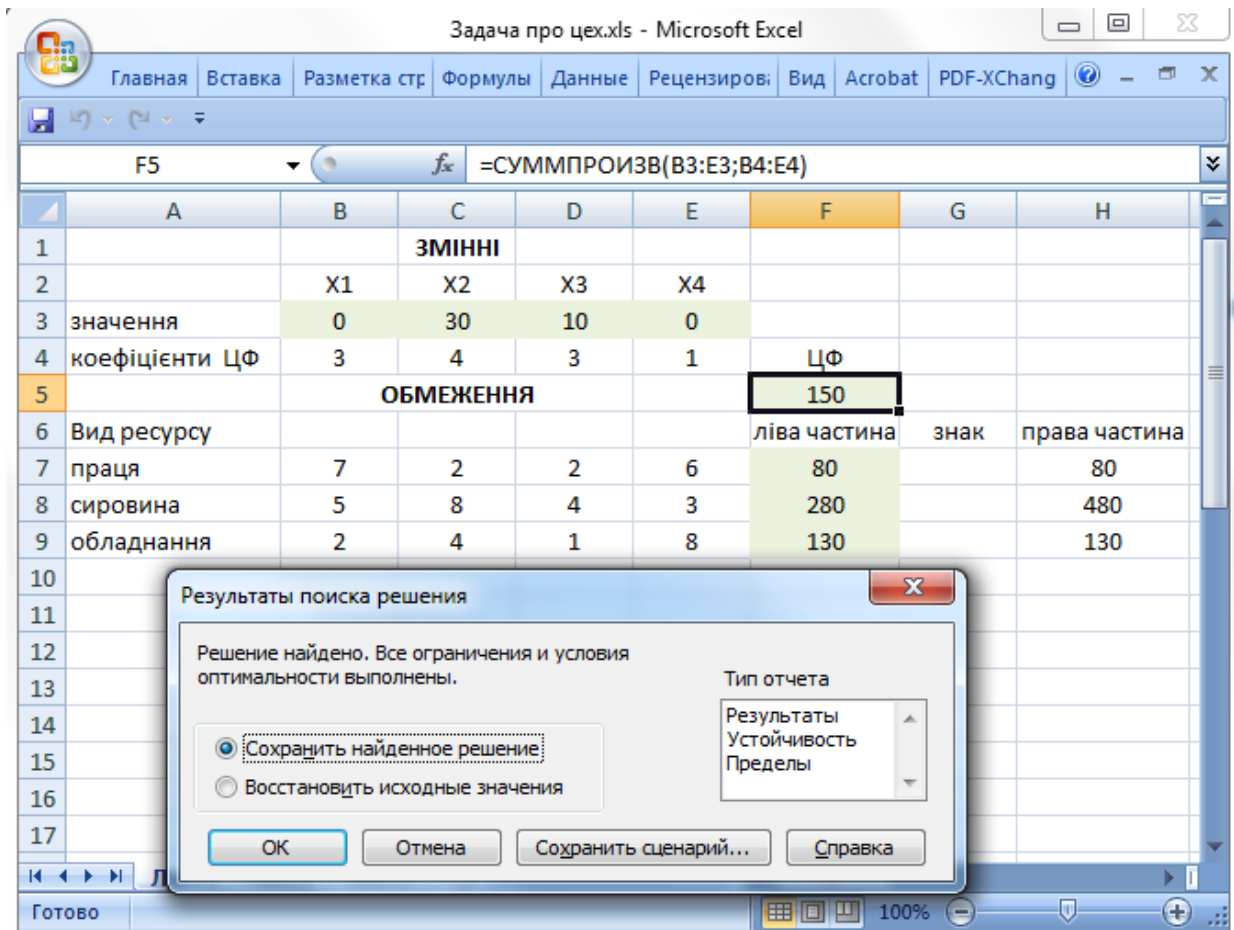 Задача про цех.xls - Microsoft Excel
Главная Вставка Разметка стр Формулы Данные Рецензирова Вид Acrobat PDF-XChang
F5 fx =СУММПРОИЗВ(B3:E3;B4:E4)
A B C D E F G H
1 ЗМІННІ
2 X1 X2 X3 X4
3 значення 0 30 10 0
4 коефіцієнти ЦФ 3 4 3 1 ЦФ
5 ОБМЕЖЕННЯ 150
6 Вид ресурсу ліва частина знак права частина
7 праця 7 2 2 6 80 80
8 сировина 5 8 4 3 280 480
9 обладнання 2 4 1 8 130 130
10
11
12
13
14
15
16
17
Результаты поиска решения
Решение найдено. Все ограничения и условия
оптимальности выполнены.
Тип отчета
Результаты
Устойчивость
Пределы
Сохранить найденное решение
Восстановить исходные значения
ОК Отмена Сохранить сценарий... Справка
Готово 100%